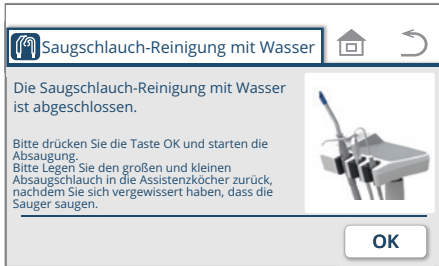 Saugschlauch-Reinigung mit Wasser
Die Saugschlauch-Reinigung mit Wasser
ist abgeschlossen.
Bitte drücken Sie die Taste OK und starten die
Absaugung.
Bitte Legen Sie den großen und kleinen
Absaugschlauch in die Assistenzköcher zurück,
nachdem Sie sich vergewissert haben, dass die
Sauger saugen.
OK